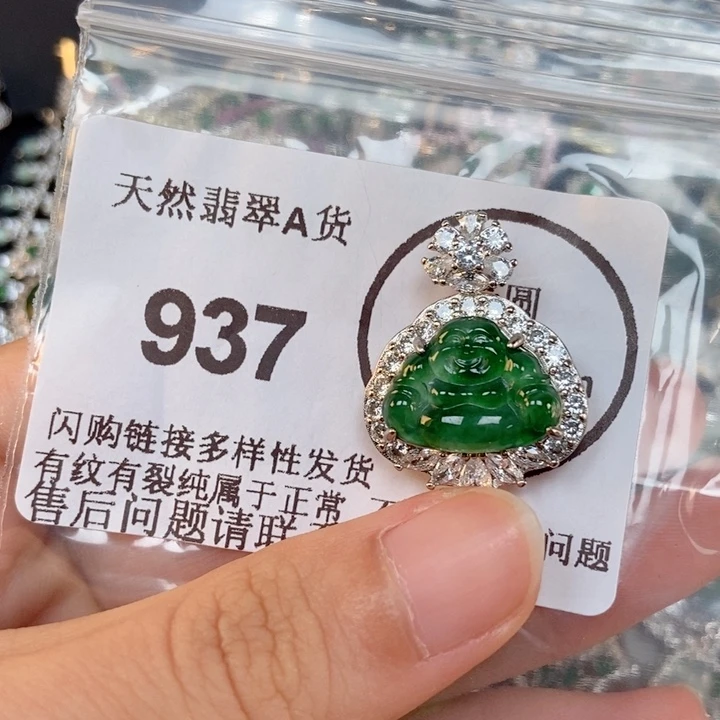 天然翡翠A货
圆
937
闪购链接多样性发货
有纹有裂纯属于正常
售后问题请联
问题